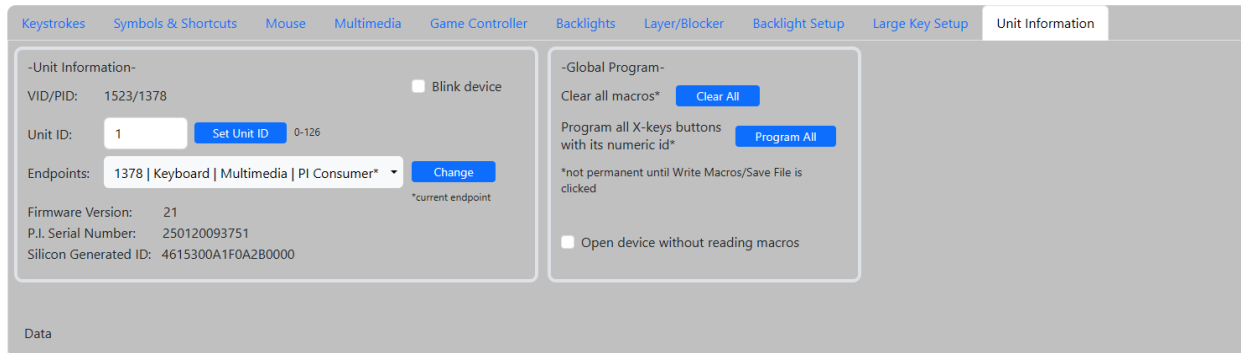 Keystrokes Symbols & Shortcuts Mouse Multimedia Game Controller Backlights Layer/Blocker Backlight Setup Large Key Setup Unit Information
-Unit Information-
Blink device
VID/PID: 1523/1378
Unit ID: 1 Set Unit ID 0-126
Endpoints: 1378 | Keyboard | Multimedia | PI Consumer* Change
*current endpoint
Firmware Version: 21
P.I. Serial Number: 250120093751
Silicon Generated ID: 4615300A1F0A2B0000
-Global Program-
Clear all macros* Clear All
Program all X-keys buttons
with its numeric id* Program All
*not permanent until Write Macros/Save File is
clicked
Open device without reading macros
Data